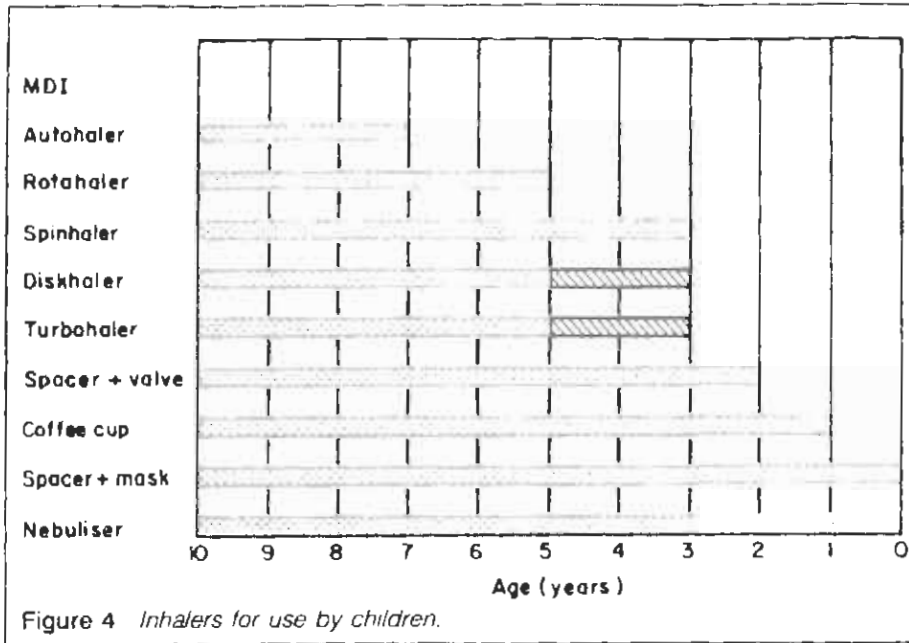 MDI
Autohaler
Rotahaler
Spinhaler
Diskhaler
Turbohaler
Spacer + valve
Coffee cup
Spacer + mask
Nebuliser
10 9 8 7 6 5 4 3 2 1 0
Age (years)
Figure 4 Inhalers for use by children.